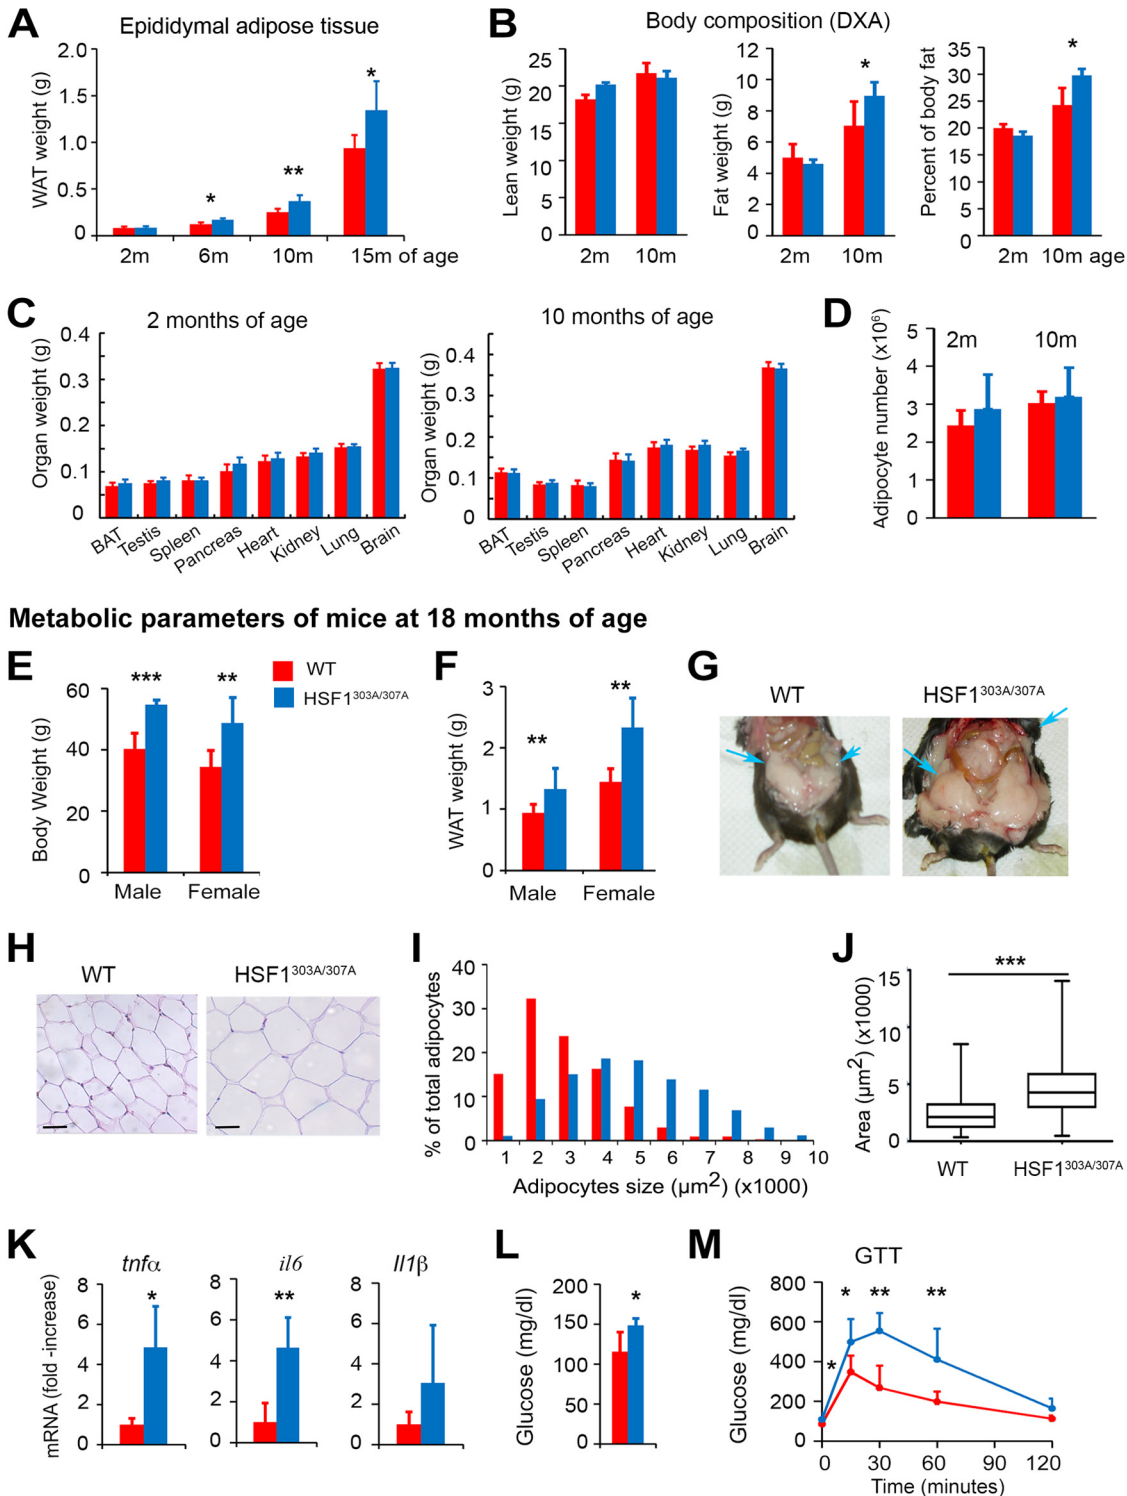 A
Epididymal adipose tissue
WAT weight (g)
2.0
1.5
1.0
0.5
0
*
**
*
2m
6m
10m
15m of age
B
Body composition (DXA)
Lean weight (g)
25
20
15
10
5
0
2m
10m
Fat weight (g)
12
10
8
6
4
2
0
*
2m
10m
Percent of body fat
35
30
25
20
15
10
5
0
*
2m
10m age
C
2 months of age
Organ weight (g)
0.4
0.3
0.1
0
BAT
Testis
Spleen
Pancreas
Heart
Kidney
Lung
Brain
10 months of age
Organ weight (g)
0.4
0.3
0.2
0.1
0
BAT
Testis
Spleen
Pancreas
Heart
Kidney
Lung
Brain
D
Adipocyte number (x10⁶)
5
4
3
2
0
2m
10m
Metabolic parameters of mice at 18 months of age
E
Body Weight (g)
60
40
20
0
***
**
Male
Female
WT
HSF1³⁰³ᴬ/³⁰⁷ᴬ
F
WAT weight (g)
3
2
1
0
**
**
Male
Female
G
WT
HSF1³⁰³ᴬ/³⁰⁷ᴬ
H
WT
HSF1³⁰³ᴬ/³⁰⁷ᴬ
I
% of total adipocytes
40
30
20
10
0
1 2 3 4 5 6 7 8 9 10
Adipocytes size (µm²) (x1000)
J
Area (µm²) (x1000)
15
5
0
***
WT
HSF1³⁰³ᴬ/³⁰⁷ᴬ
K
mRNA (fold -increase)
tnfα
8
6
4
2
0
*
il6
8
6
4
2
0
**
Il1β
8
6
4
2
0
L
Glucose (mg/dl)
200
150
100
50
0
*
M
GTT
Glucose (mg/dl)
800
600
400
200
0
*
*
**
**
0 30 60 90 120
Time (minutes)